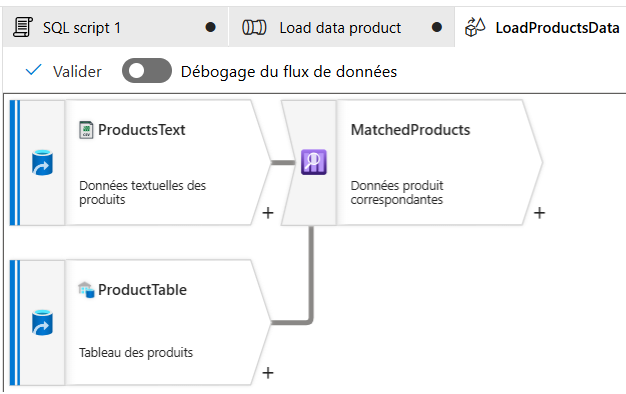 SQL script 1
Load data product
LoadProductsData
Valider
Débogage du flux de données
ProductsText
Données textuelles des
produits
+
MatchedProducts
Données produit
correspondantes
+
ProductTable
Tableau des produits
+